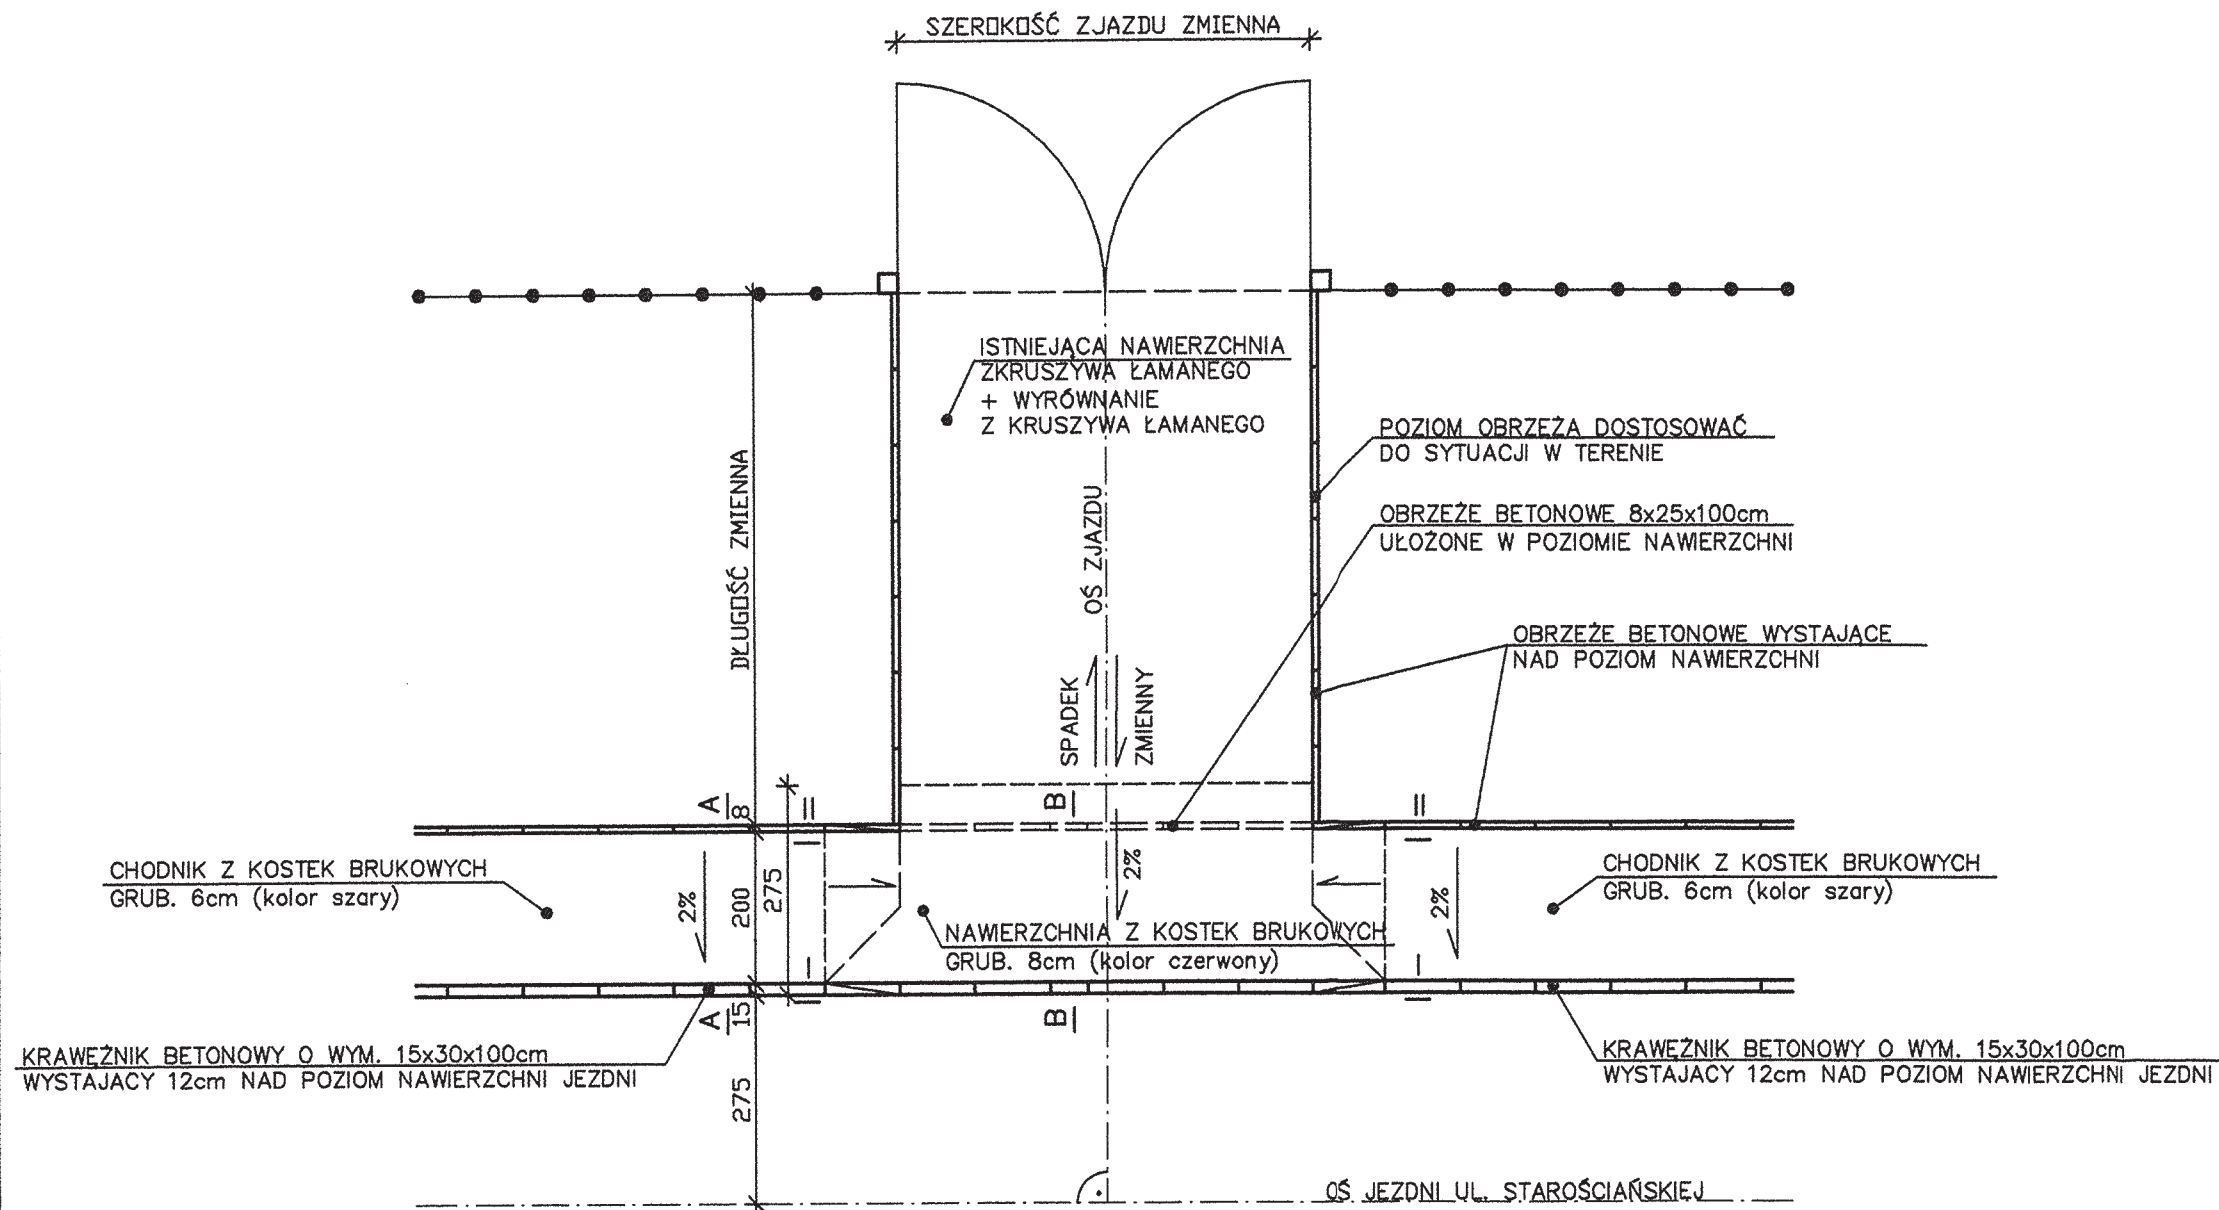 SZEROKOŚĆ ZJAZDU ZMIENNA
ISTNIEJĄCA NAWIERZCHNIA
ZKRUSZYWA ŁAMANEGO
+ WYRÓWNANIE
Z KRUSZYWA ŁAMANEGO
POZIOM OBRZEŻA DOSTOSOWAĆ
DO SYTUACJI W TERENIE
DŁUGOŚĆ ZMIENNA
OŚ ZJAZDU
OBRZEŻE BETONOWE 8x25x100cm
UŁOŻONE W POZIOMIE NAWIERZCHNI
OBRZEŻE BETONOWE WYSTAJĄCE
NAD POZIOM NAWIERZCHNI
SPADEK
ZMIENNY
A
8
II
B
II
I
I
CHODNIK Z KOSTEK BRUKOWYCH
GRUB. 6cm (kolor szary)
2%
200
275
2%
2%
CHODNIK Z KOSTEK BRUKOWYCH
GRUB. 6cm (kolor szary)
NAWIERZCHNIA Z KOSTEK BRUKOWYCH
GRUB. 8cm (kolor czerwony)
I
I
I
I
A
15
B
KRAWĘŻNIK BETONOWY O WYM. 15x30x100cm
WYSTAJACY 12cm NAD POZIOM NAWIERZCHNI JEZDNI
KRAWĘŻNIK BETONOWY O WYM. 15x30x100cm
WYSTAJACY 12cm NAD POZIOM NAWIERZCHNI JEZDNI
275
OŚ JEZDNI UL. STAROŚCIAŃSKIEJ